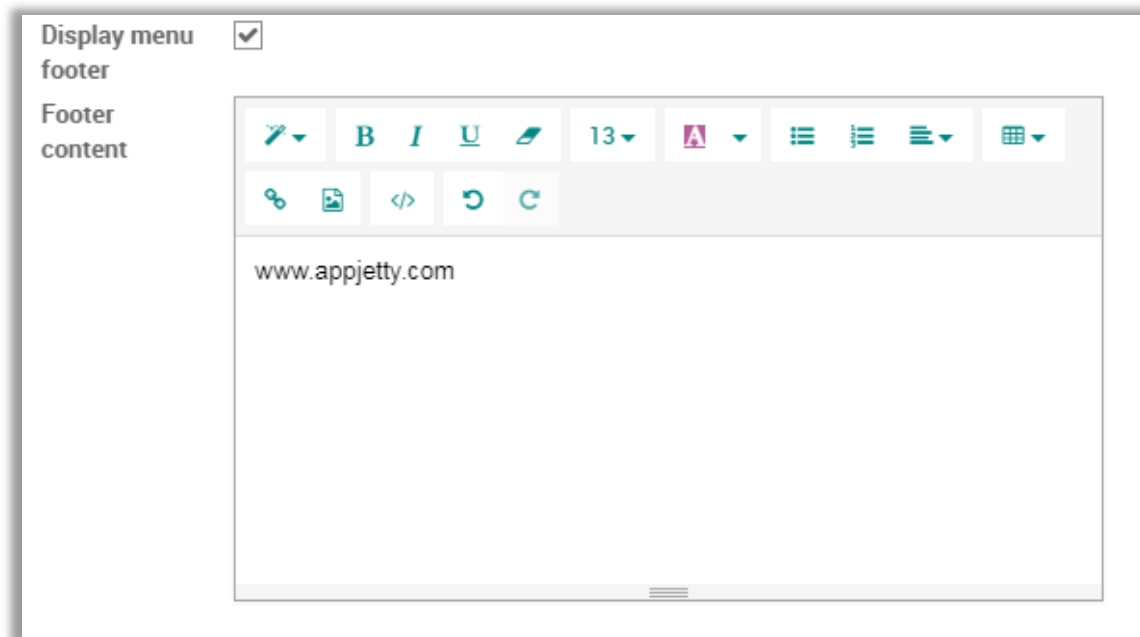 Display menu
footer
Footer
content
B I U 13 A
www.appjetty.com